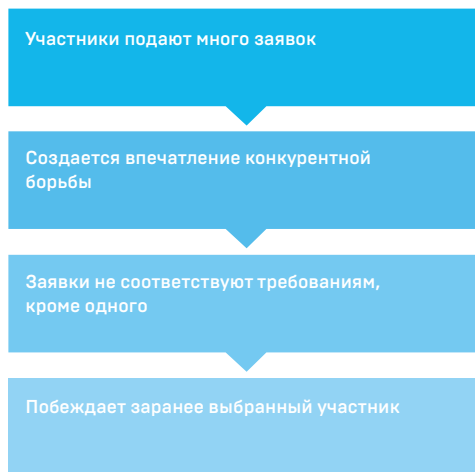 Участники подают много заявок
Создается впечатление конкурентной
борьбы
Заявки не соответствуют требованиям,
кроме одного
Побеждает заранее выбранный участник